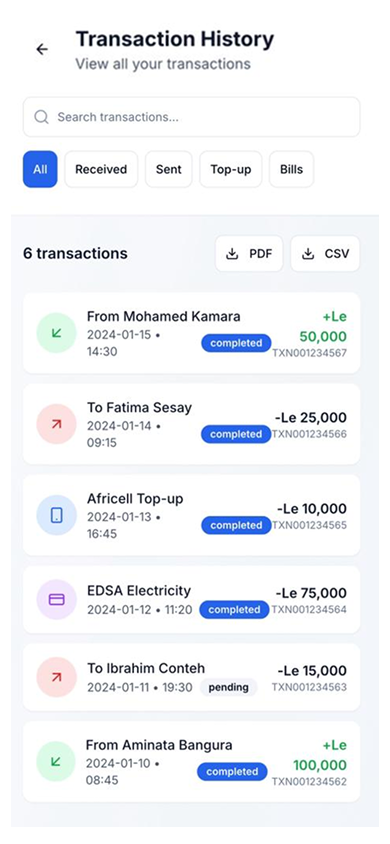 Transaction History
View all your transactions
Search transactions...
All Received Sent Top-up Bills
6 transactions PDF CSV
From Mohamed Kamara
2024-01-15 •
14:30
completed
+Le
50,000
TXN001234567
To Fatima Sesay
2024-01-14 •
09:15
completed
-Le 25,000
TXN001234566
Africell Top-up
2024-01-13 •
16:45
completed
-Le 10,000
TXN001234565
EDSA Electricity
2024-01-12 • 11:20
completed
-Le 75,000
TXN001234564
To Ibrahim Conteh
2024-01-11 • 19:30
pending
-Le 15,000
TXN001234563
From Aminata Bangura
2024-01-10 •
08:45
completed
+Le
100,000
TXN001234562